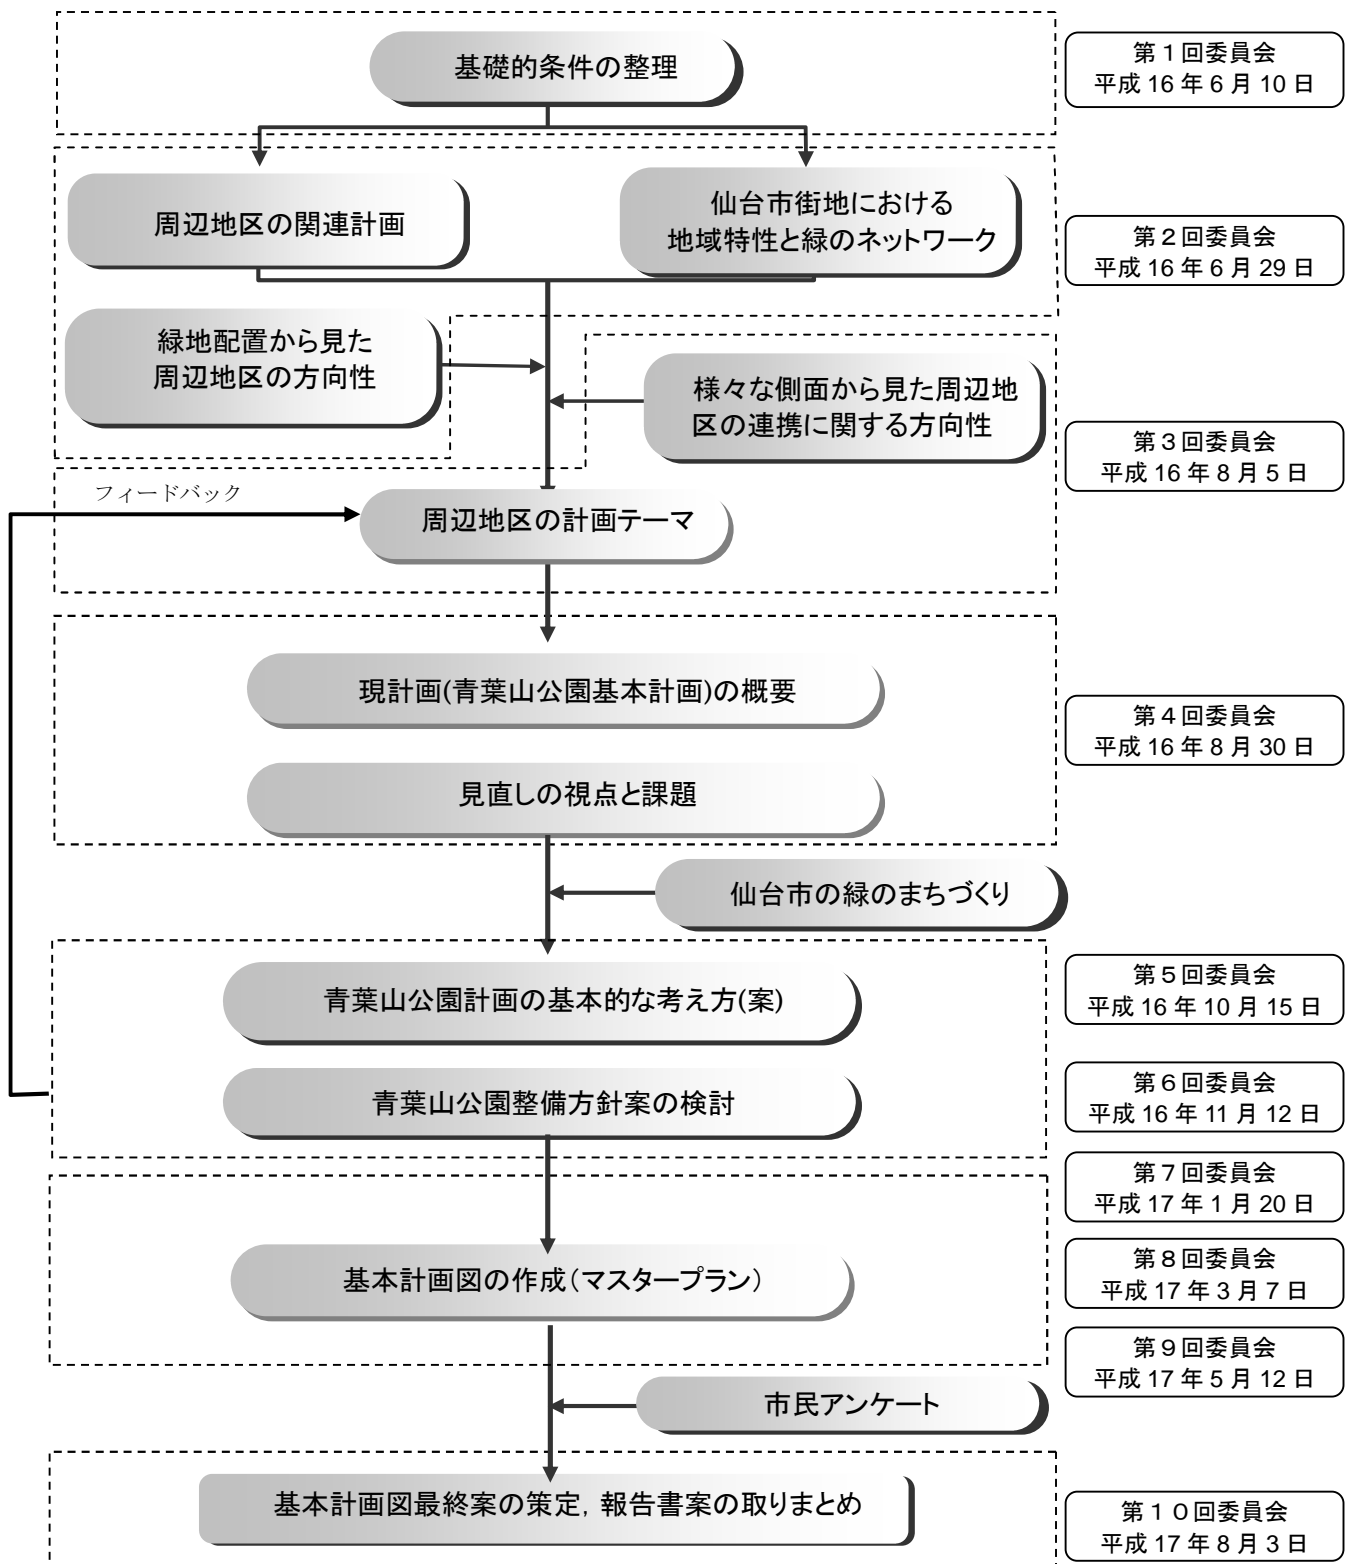 基礎的条件の整理
第1回委員会
平成 16 年 6 月 10 日
周辺地区の関連計画
仙台市街地における
地域特性と緑のネットワーク
第2回委員会
平成 16 年 6 月 29 日
緑地配置から見た
周辺地区の方向性
様々な側面から見た周辺地
区の連携に関する方向性
第3回委員会
平成 16 年 8 月 5 日
フィードバック
周辺地区の計画テーマ
現計画(青葉山公園基本計画)の概要
第4回委員会
平成 16 年 8 月 30 日
見直しの視点と課題
仙台市の緑のまちづくり
青葉山公園計画の基本的な考え方(案)
第5回委員会
平成 16 年 10 月 15 日
青葉山公園整備方針案の検討
第6回委員会
平成 16 年 11 月 12 日
第7回委員会
平成 17 年 1 月 20 日
基本計画図の作成(マスタープラン)
第8回委員会
平成 17 年 3 月 7 日
第9回委員会
平成 17 年 5 月 12 日
市民アンケート
基本計画図最終案の策定, 報告書案の取りまとめ
第10回委員会
平成 17 年 8 月 3 日